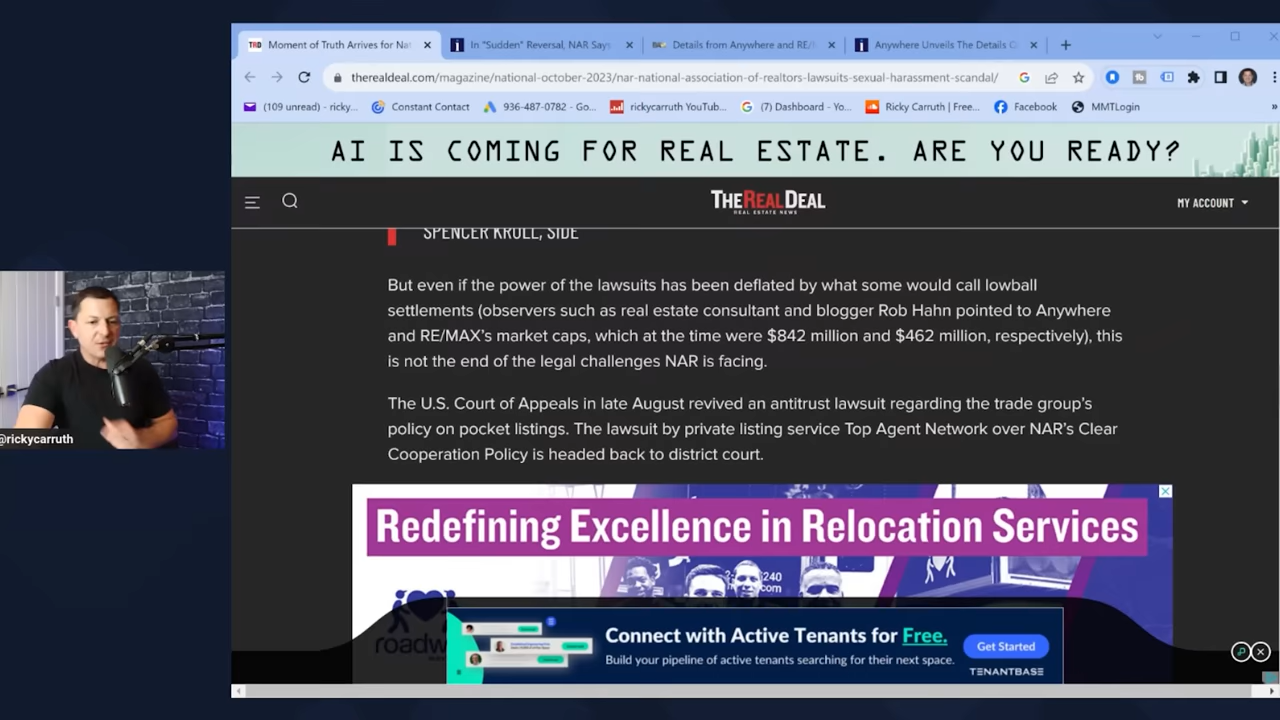 TRD Moment of Truth Arrives for Nat
In "Sudden" Reversal, NAR Says
Details from Anywhere and RE/
Anywhere Unveils The Details O
therealdeal.com/magazine/national-october-2023/nar-national-association-of-realtors-lawsuits-sexual-harassment-scandal/
(109 unread) - ricky...
Constant Contact
936-487-0782 - Go...
rickycarruth YouTub...
(7) Dashboard - Yo...
Ricky Carruth | Free...
Facebook
MMTLogin
»
AI IS COMING FOR REAL ESTATE. ARE YOU READY?
THEREALDEAL
REAL ESTATE NEWS
MY ACCOUNT
SPENCER KRULL, SIDE
But even if the power of the lawsuits has been deflated by what some would call lowball
settlements (observers such as real estate consultant and blogger Rob Hahn pointed to Anywhere
and RE/MAX's market caps, which at the time were $842 million and $462 million, respectively), this
is not the end of the legal challenges NAR is facing.
The U.S. Court of Appeals in late August revived an antitrust lawsuit regarding the trade group's
policy on pocket listings. The lawsuit by private listing service Top Agent Network over NAR's Clear
Cooperation Policy is headed back to district court.
@rickycarruth
Redefining Excellence in Relocation Services
240
com
roadw
Connect with Active Tenants for Free.
Build your pipeline of active tenants searching for their next space.
Get Started
TENANTBASE